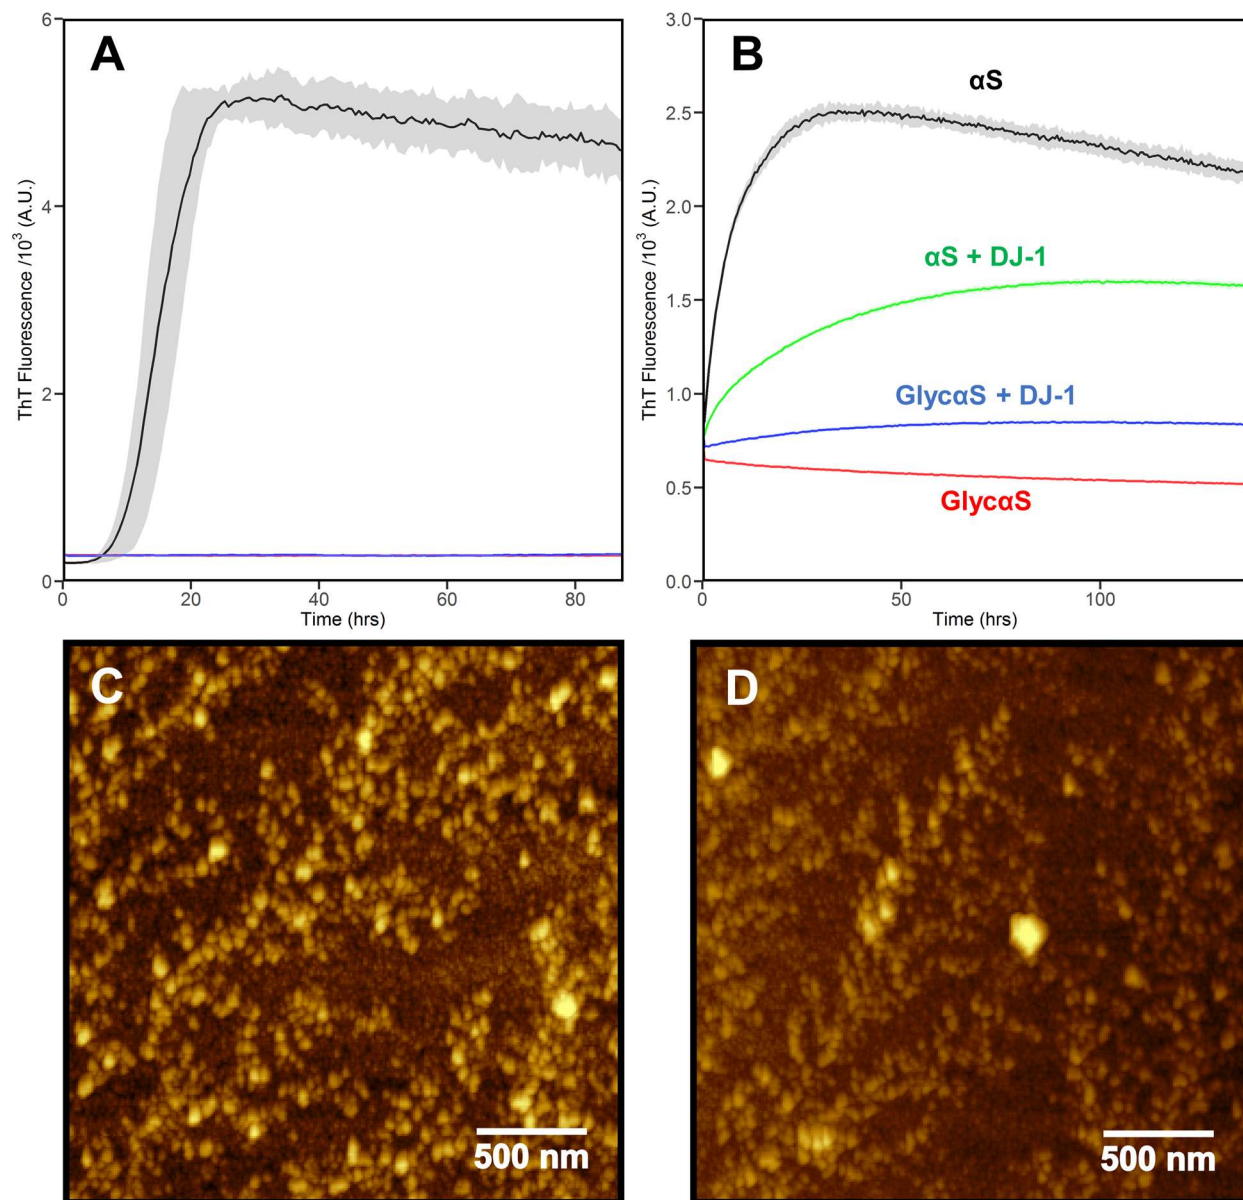 A
ThT Fluorescence /10³ (A.U.)
6
4
2
0
0 20 40 60 80
Time (hrs)
B
ThT Fluorescence /10³ (A.U.)
3.0
2.5
2.0
1.5
1.0
0.5
0.0
αS
αS + DJ-1
GlycαS + DJ-1
GlycαS
0 50 100
Time (hrs)
C
500 nm
D
500 nm